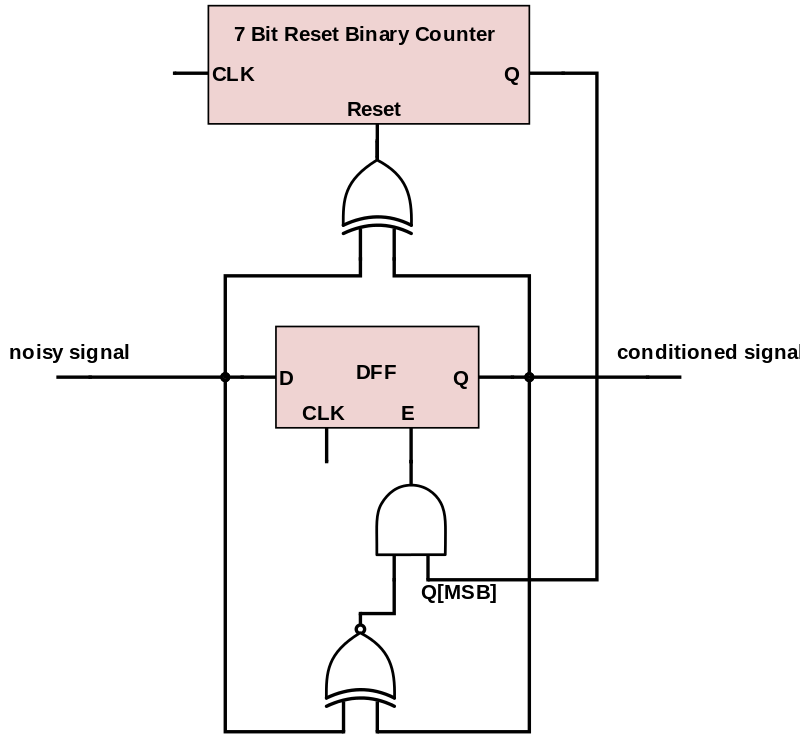 7 Bit Reset Binary Counter
CLK
Q
Reset
noisy signal
conditioned signal
D
DFF
Q
CLK
E
Q[MSB]